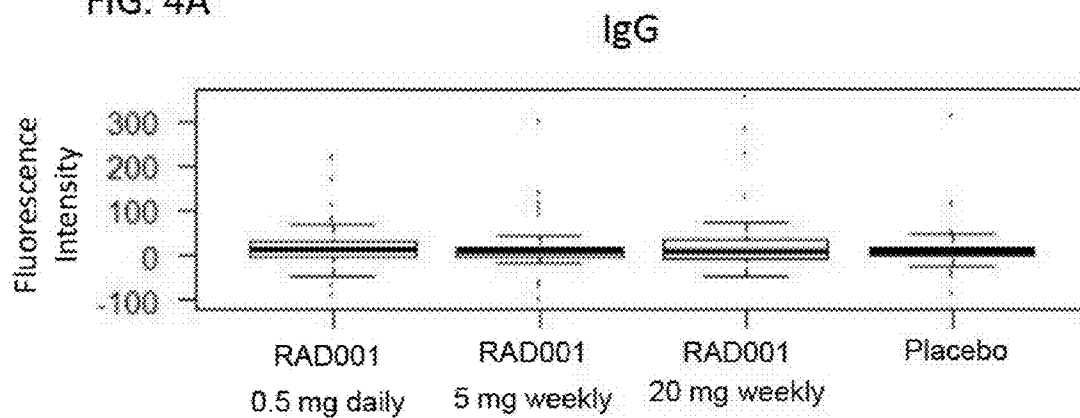 FIG. 4A
IgG
Fluorescence
Intensity
300
200
100
0
-100
RAD001
0.5 mg daily
RAD001
5 mg weekly
RAD001
20 mg weekly
Placebo